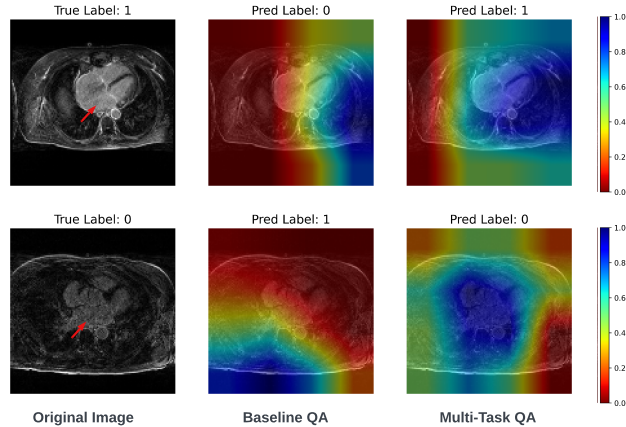 True Label: 1
Pred Label: 0
Pred Label: 1
1.0
0.8
0.6
0.4
0.2
0.0
True Label: 0
Pred Label: 1
Pred Label: 0
1.0
0.8
0.6
0.4
0.2
0.0
Original Image
Baseline QA
Multi-Task QA